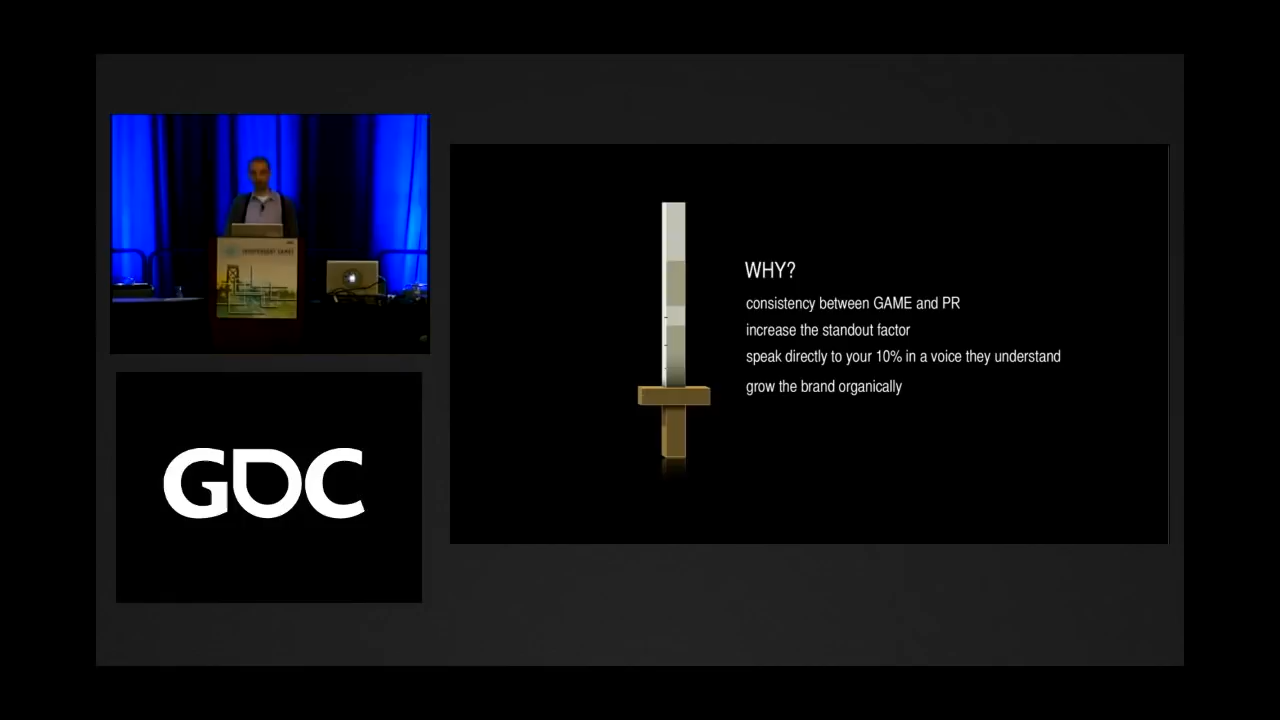 GDC
WHY?
consistency between GAME and PR
increase the standout factor
speak directly to your 10% in a voice they understand
grow the brand organically